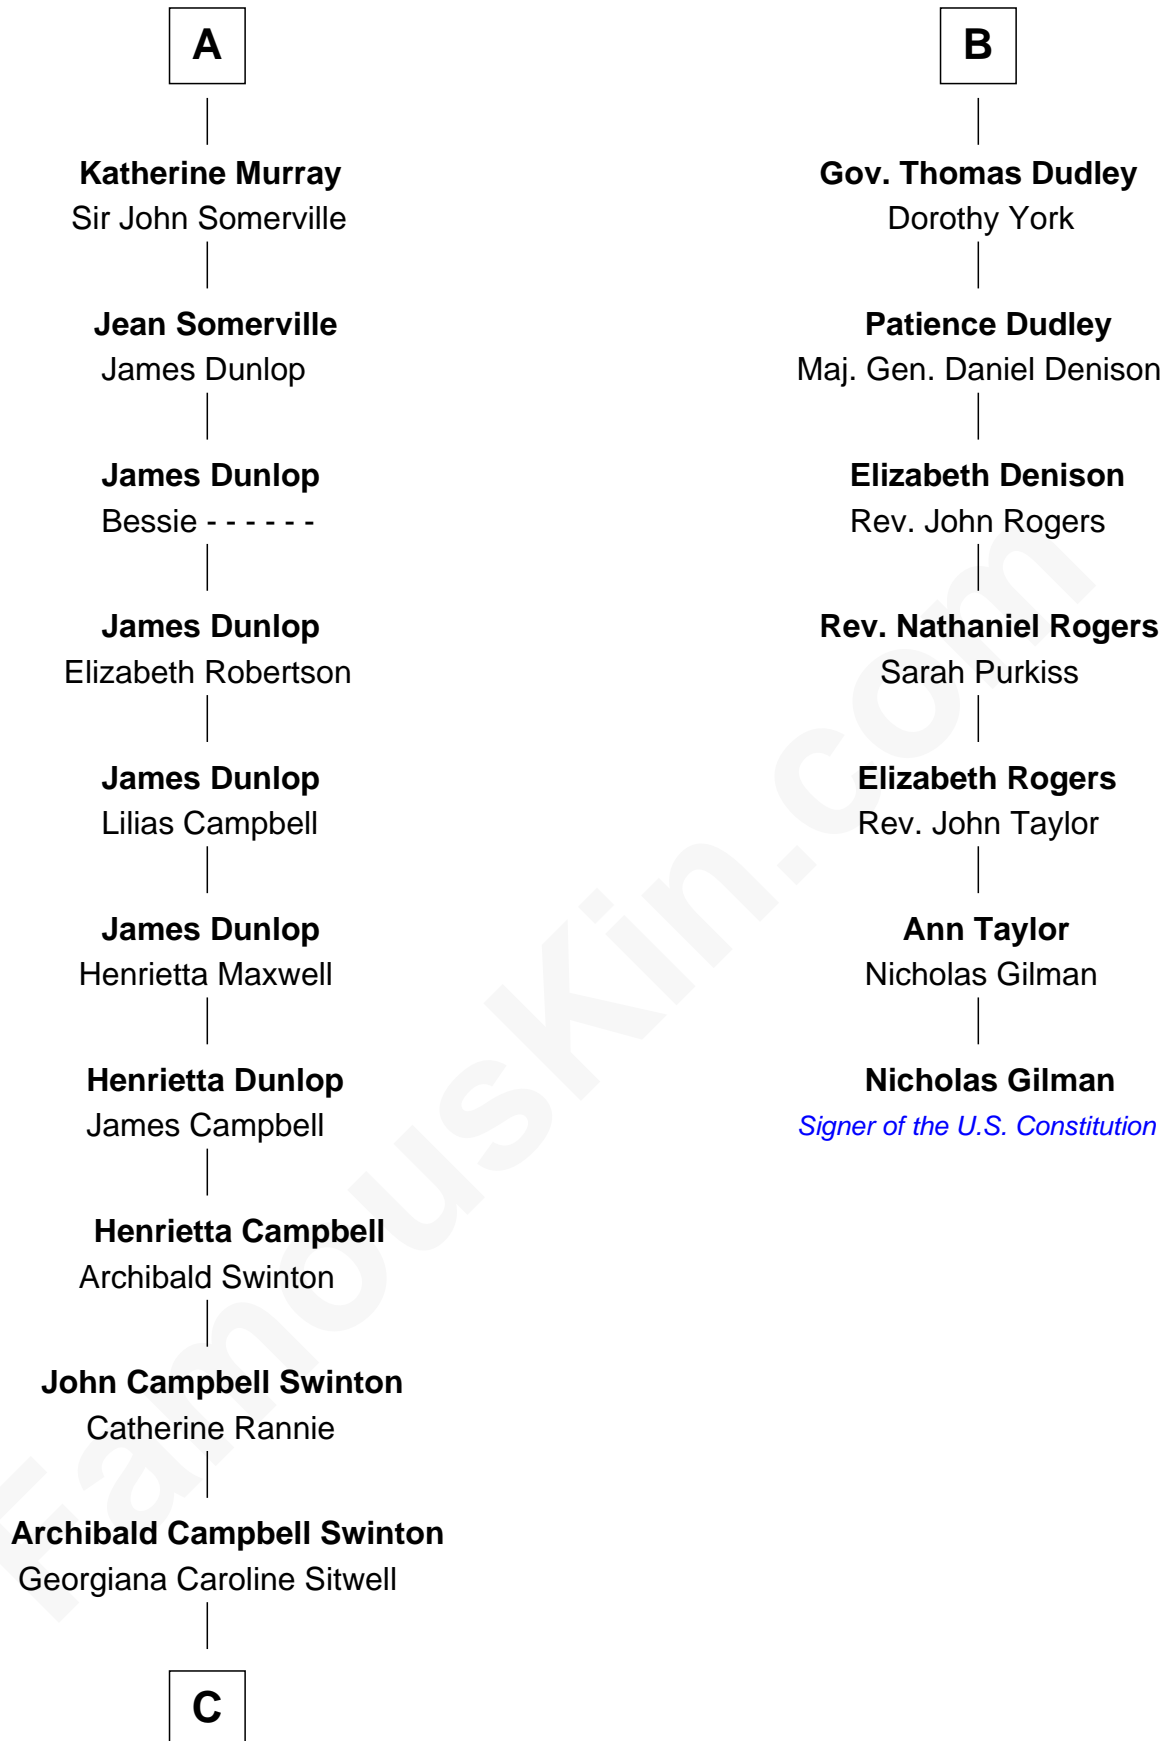 A
Katherine Murray
Sir John Somerville
Jean Somerville
James Dunlop
James Dunlop
Bessie - - - - - -
James Dunlop
Elizabeth Robertson
James Dunlop
Lilias Campbell
James Dunlop
Henrietta Maxwell
Henrietta Dunlop
James Campbell
Henrietta Campbell
Archibald Swinton
John Campbell Swinton
Catherine Rannie
Archibald Campbell Swinton
Georgiana Caroline Sitwell
C
B
Gov. Thomas Dudley
Dorothy York
Patience Dudley
Maj. Gen. Daniel Denison
Elizabeth Denison
Rev. John Rogers
Rev. Nathaniel Rogers
Sarah Purkiss
Elizabeth Rogers
Rev. John Taylor
Ann Taylor
Nicholas Gilman
Nicholas Gilman
Signer of the U.S. Constitution
FamousKin.com